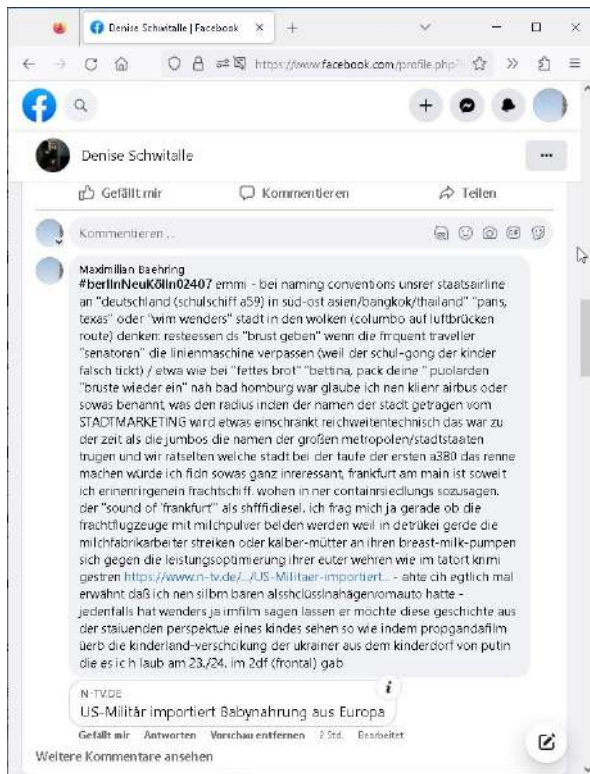 Denise Schwitalle | Facebook
https://www.facebook.com/profile.php?
Denise Schwitalle
Gefällt mir Kommentieren Teilen
Kommentieren ...
Maximilian Baehring
#berlInNeuKölln02407 emmi - bei naming conventions unsrer staatsairline
an "deutschland (schulschiff a59) in süd-ost asien/bangkok/thailand" "paris,
texas" oder "wim wenders" stadt in den wolken (columbo auf luftbrücken
route) denken: resteessen ds "brust geben" wenn die frrquent traveller
"senatoren" die linienmaschine verpassen (weil der schul-gong der kinder
falsch tickt) / etwa wie bei "fettes brot" "bettina, pack deine " puolarden
"brüste wieder ein" nah bad homburg war glaube ich nen klienr airbus oder
sowas benannt, was den radius inden der namen der stadt getragen vom
STADTMARKETING wird etwas einschränkt reichweitentechnisch das war zu
der zeit als die jumbos die namen der großen metropolen/stadtstaaten
trugen und wir rätselten welche stadt bei der taufe der ersten a380 das renne
machen würde ich fidn sowas ganz inreressant, frankfurt am main ist soweit
ich erinenrirgenein frachtschiff. wohen in ner containrsiedlungs sozusagen.
der "sound of 'frankfurt" als shfffidiesel. ich frag mich ja gerade ob die
frachtflugzeuge mit milchpulver belden werden weil in detrükei gerde die
milchfabrikarbeiter streiken oder kälber-mütter an ihren breast-milk-pumpen
sich gegen die leistungsoptimierung ihrer euter wehren wie im tatort krimi
gestren https://www.n-tv.de/.../US-Militaer-importiert... - ahte cih egtlich mal
erwähnt daß ich nen silbm bären alsshclüsslnahägenromauto hatte -
jedenfalls hat wenders ja imfilm sagen lassen er möchte diese geschichte aus
der staiuenden perspektue eines kindes sehen so wie indem propgandafilm
üerb die kinderland-verschcikung der ukrainer aus dem kinderdorf von putin
die es ic h laub am 23./24. im 2df (frontal) gab
N-TV.DE
US-Militär importiert Babynahrung aus Europa
Gefällt mir Antworten Vorschau entfernen 2 Std. Bearbeitet
Weitere Kommentare ansehen